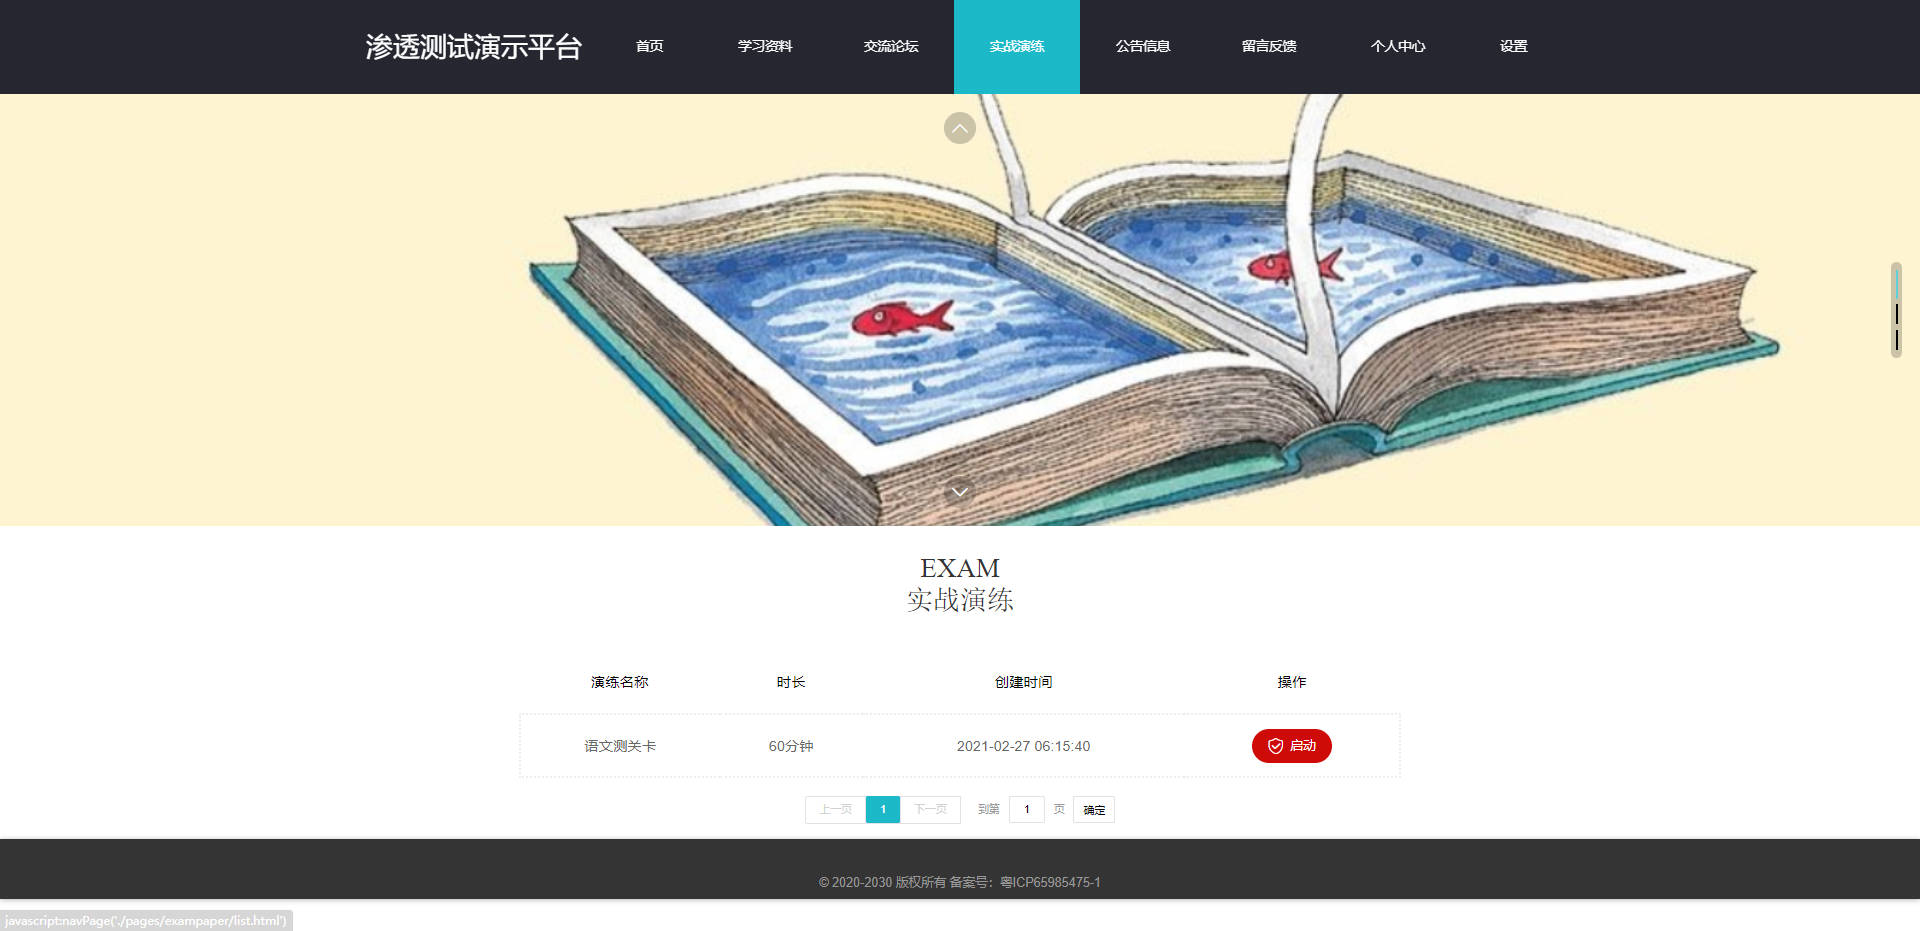 渗透测试演示平台 首页 学习资料 交流论坛 实战演练 公告信息 留言反馈 个人中心 设置
EXAM
实战演练
演练名称 时长 创建时间 操作
语文测关卡 60分钟 2021-02-27 06:15:40 启动
上一页 1 下一页 到第 1 页 确定
© 2020-2030 版权所有 备案号：粤ICP65985475-1
javascript:navPage('./pages/exampaper/list.html')